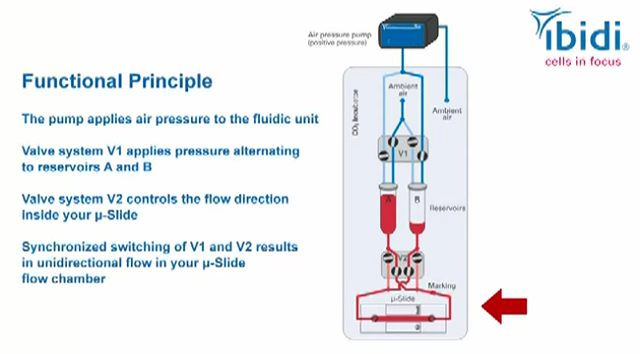 ibidi®
cells in focus
Functional Principle
The pump applies air pressure to the fluidic unit
Valve system V1 applies pressure alternating
to reservoirs A and B
Valve system V2 controls the flow direction
inside your μ-Slide
Synchronized switching of V1 and V2 results
in unidirectional flow in your μ-Slide
flow chamber
Air pressure pump
(positive pressure)
Ambient
air
Ambient
air
CO₂ Incubator
V1
A
B
Reservoirs
V2
Marking
μ-Slide